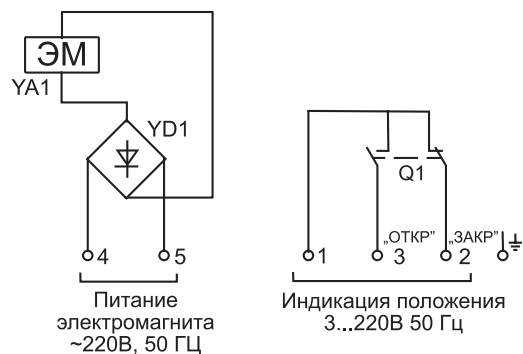 ЭМ
YA1
YD1
4
5
Питание
электромагнита
~220В, 50 ГЦ
Q1
„ОТКР”
„ЗАКР”
1
3
2
Индикация положения
3...220В 50 Гц